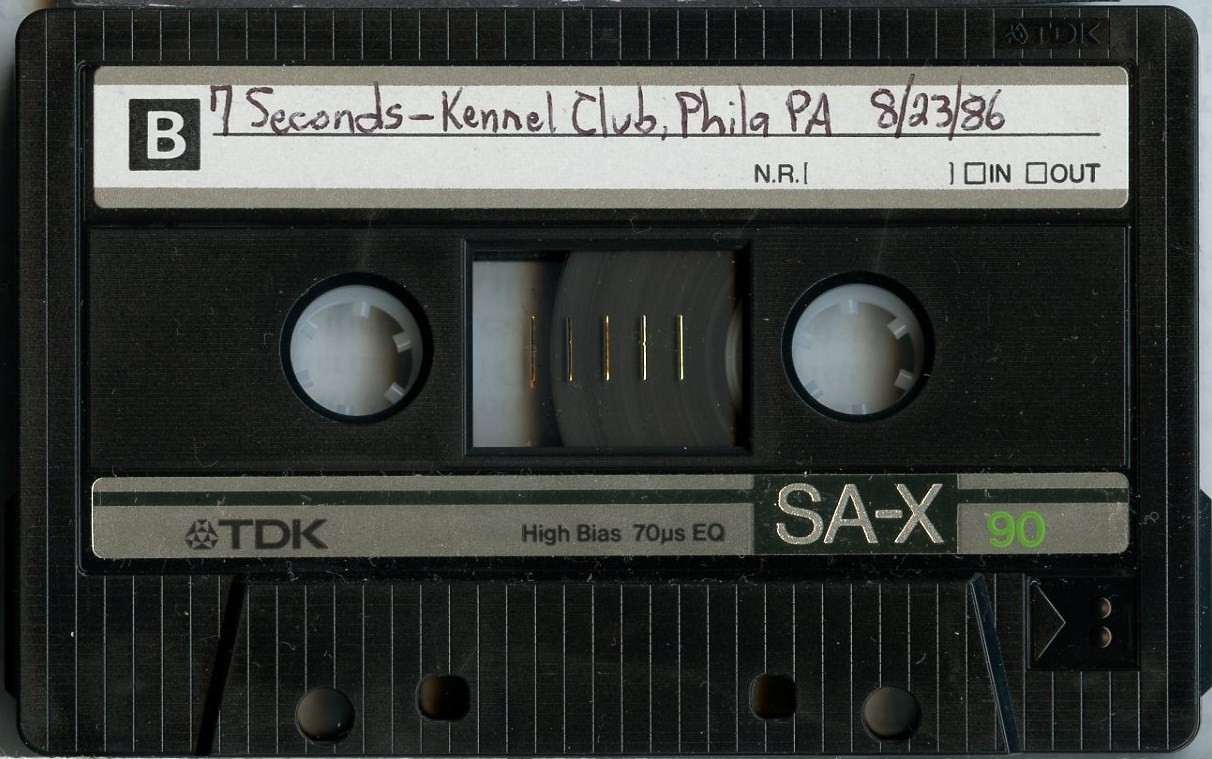 TDK
B 7 Seconds-Kennel Club, Phila PA 8/23/86
N.R.[ ] □IN □OUT
TDK High Bias 70µs EQ SA-X 90